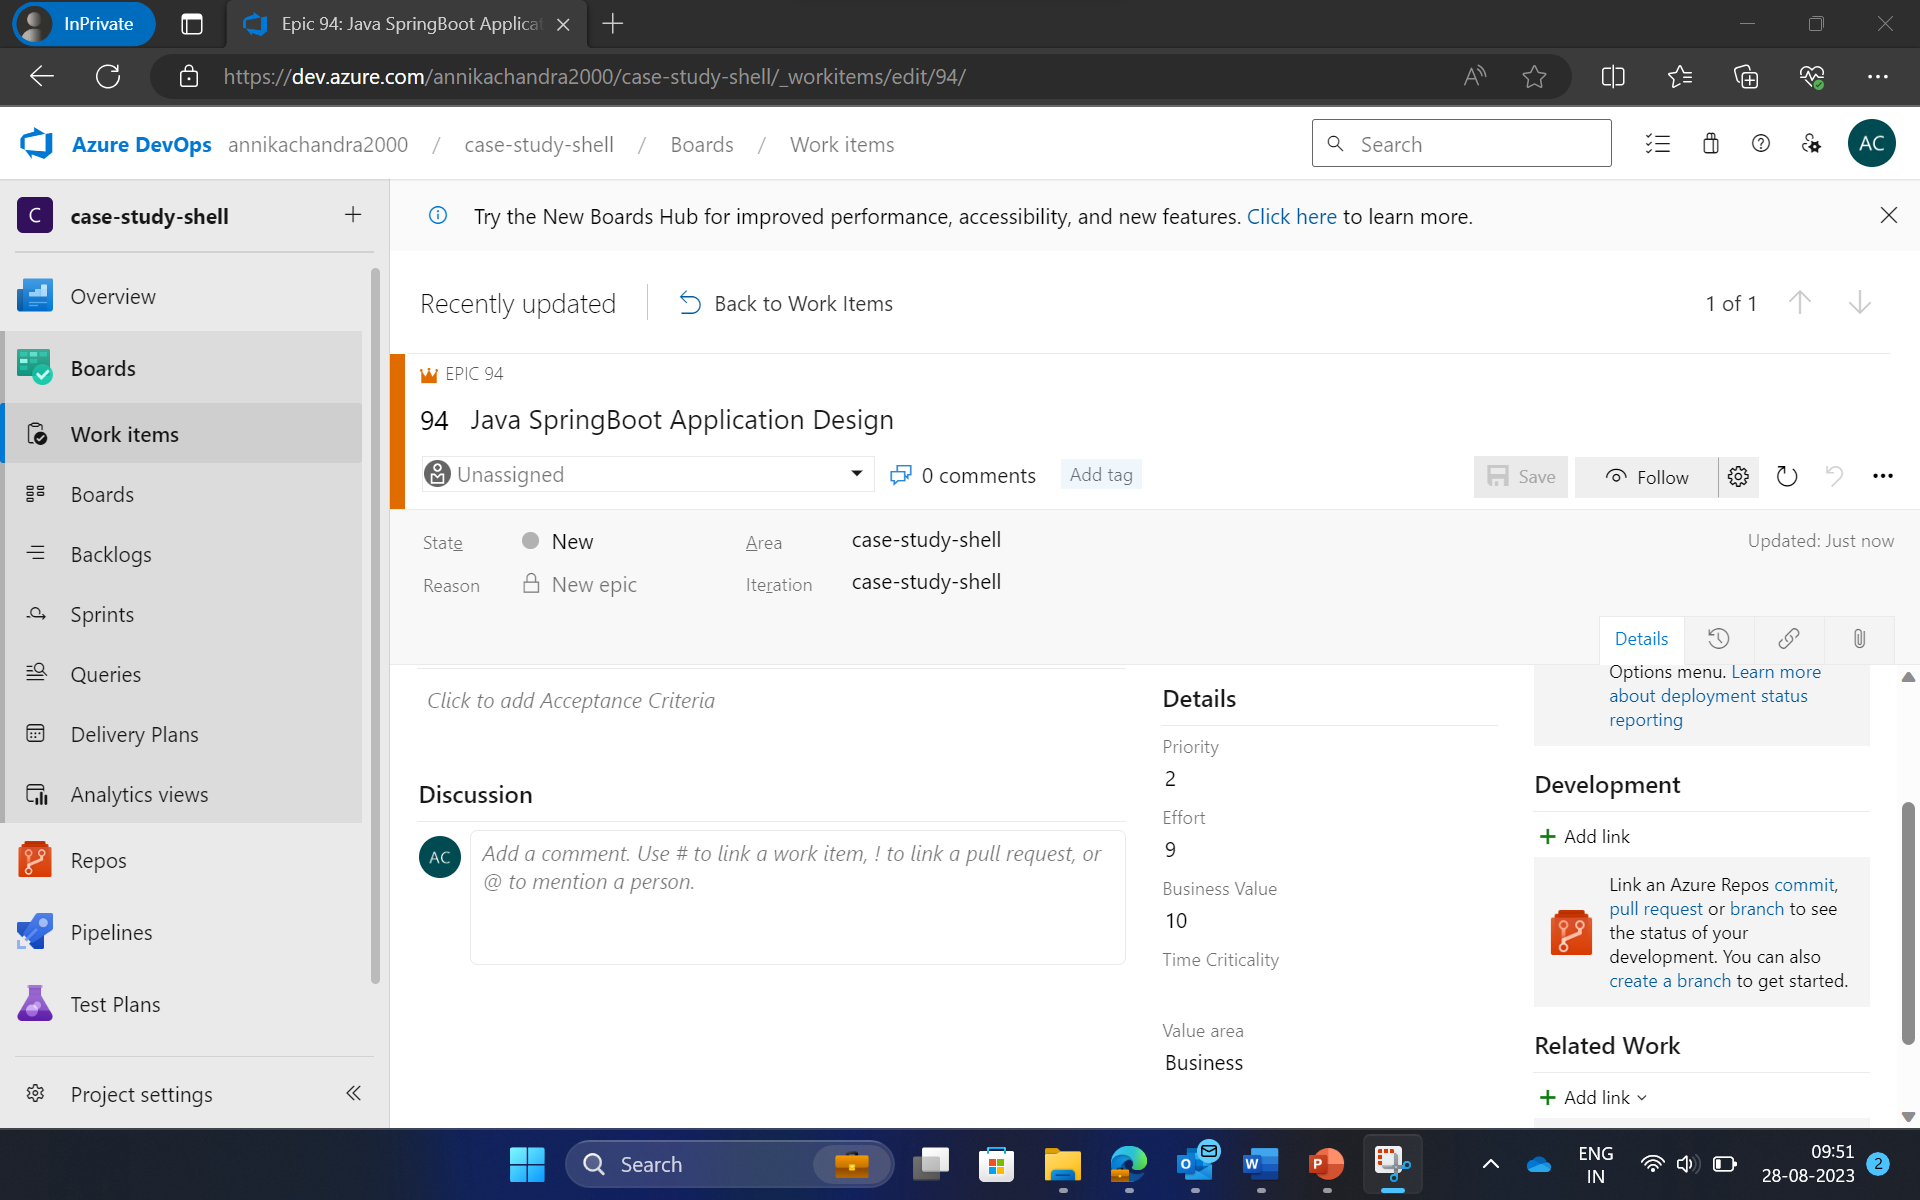 InPrivate
Epic 94: Java SpringBoot Applica
https://dev.azure.com/annikachandra2000/case-study-shell/_workitems/edit/94/
Azure DevOps annikachandra2000 / case-study-shell / Boards / Work items
Search
AC
C case-study-shell
Try the New Boards Hub for improved performance, accessibility, and new features. Click here to learn more.
Overview
Boards
Work items
Boards
Backlogs
Sprints
Queries
Delivery Plans
Analytics views
Repos
Pipelines
Test Plans
Project settings
Recently updated
Back to Work Items
1 of 1
EPIC 94
94 Java SpringBoot Application Design
Unassigned
0 comments
Add tag
Save
Follow
State New
Area case-study-shell
Updated: Just now
Reason New epic
Iteration case-study-shell
Details
Click to add Acceptance Criteria
Discussion
AC
Add a comment. Use # to link a work item, ! to link a pull request, or
@ to mention a person.
Details
Priority
2
Effort
9
Business Value
10
Time Criticality
Value area
Business
Options menu. Learn more
about deployment status
reporting
Development
Add link
Link an Azure Repos commit,
pull request or branch to see
the status of your
development. You can also
create a branch to get started.
Related Work
Add link
Search
ENG
IN
09:51
28-08-2023
2